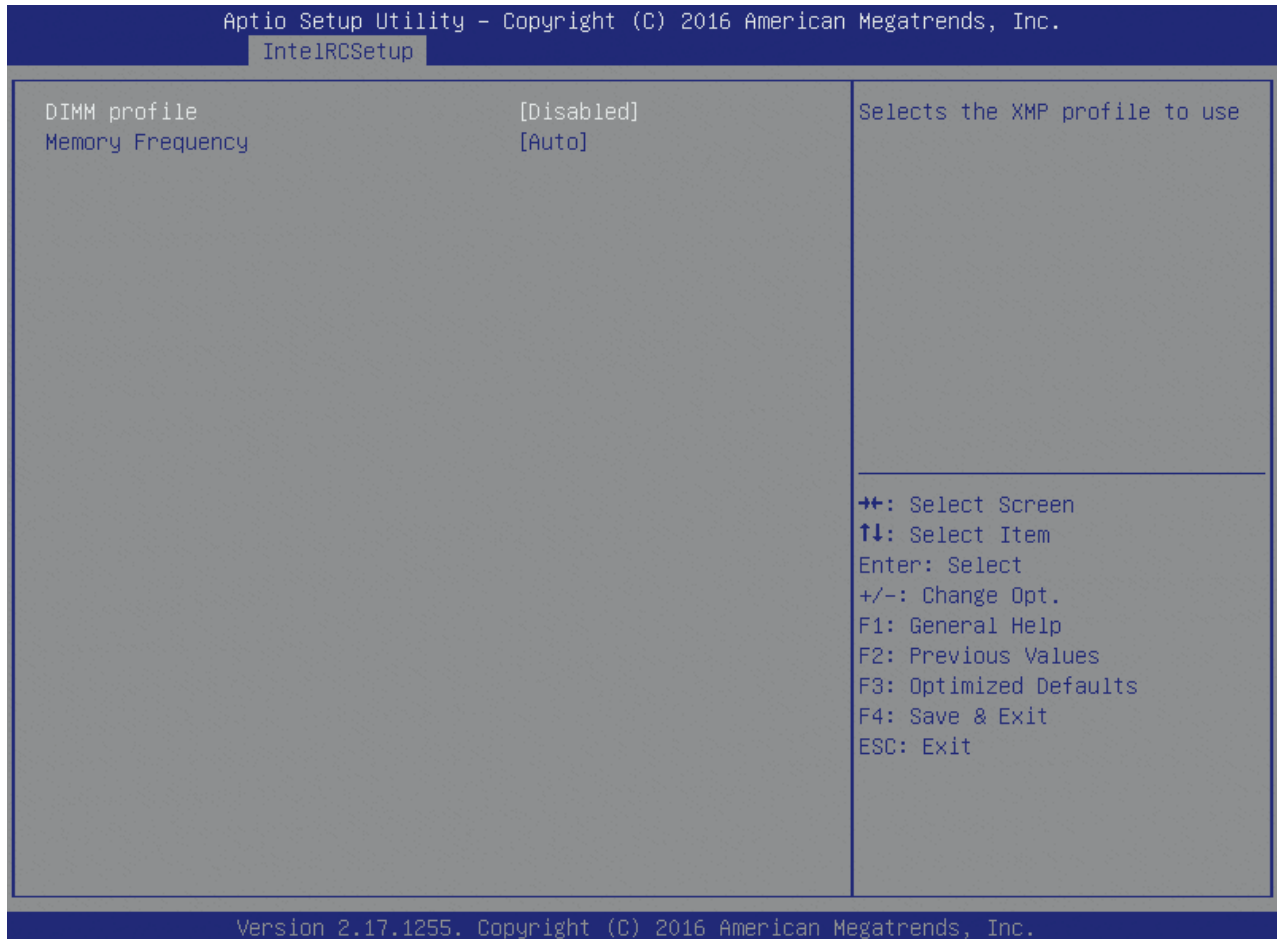 Aptio Setup Utility – Copyright (C) 2016 American Megatrends, Inc.
IntelRCSetup
DIMM profile [Disabled]
Memory Frequency [Auto]
Selects the XMP profile to use
→←: Select Screen
↑↓: Select Item
Enter: Select
+/-: Change Opt.
F1: General Help
F2: Previous Values
F3: Optimized Defaults
F4: Save & Exit
ESC: Exit
Version 2.17.1255. Copyright (C) 2016 American Megatrends, Inc.